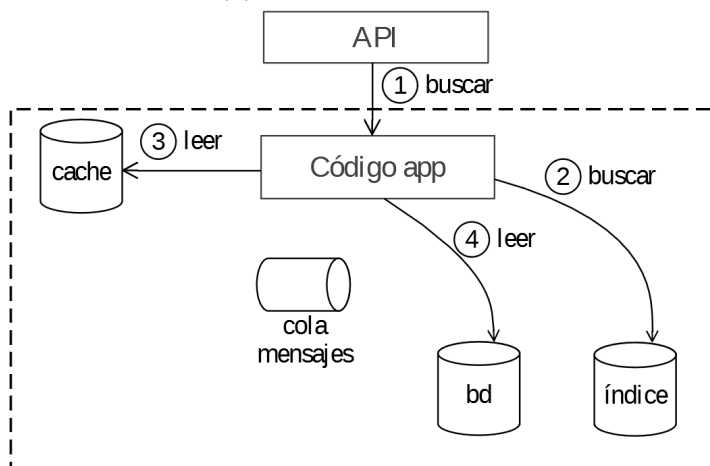 API
1 buscar
3 leer
cache
Código app
2 buscar
4 leer
cola
mensajes
bd
índice